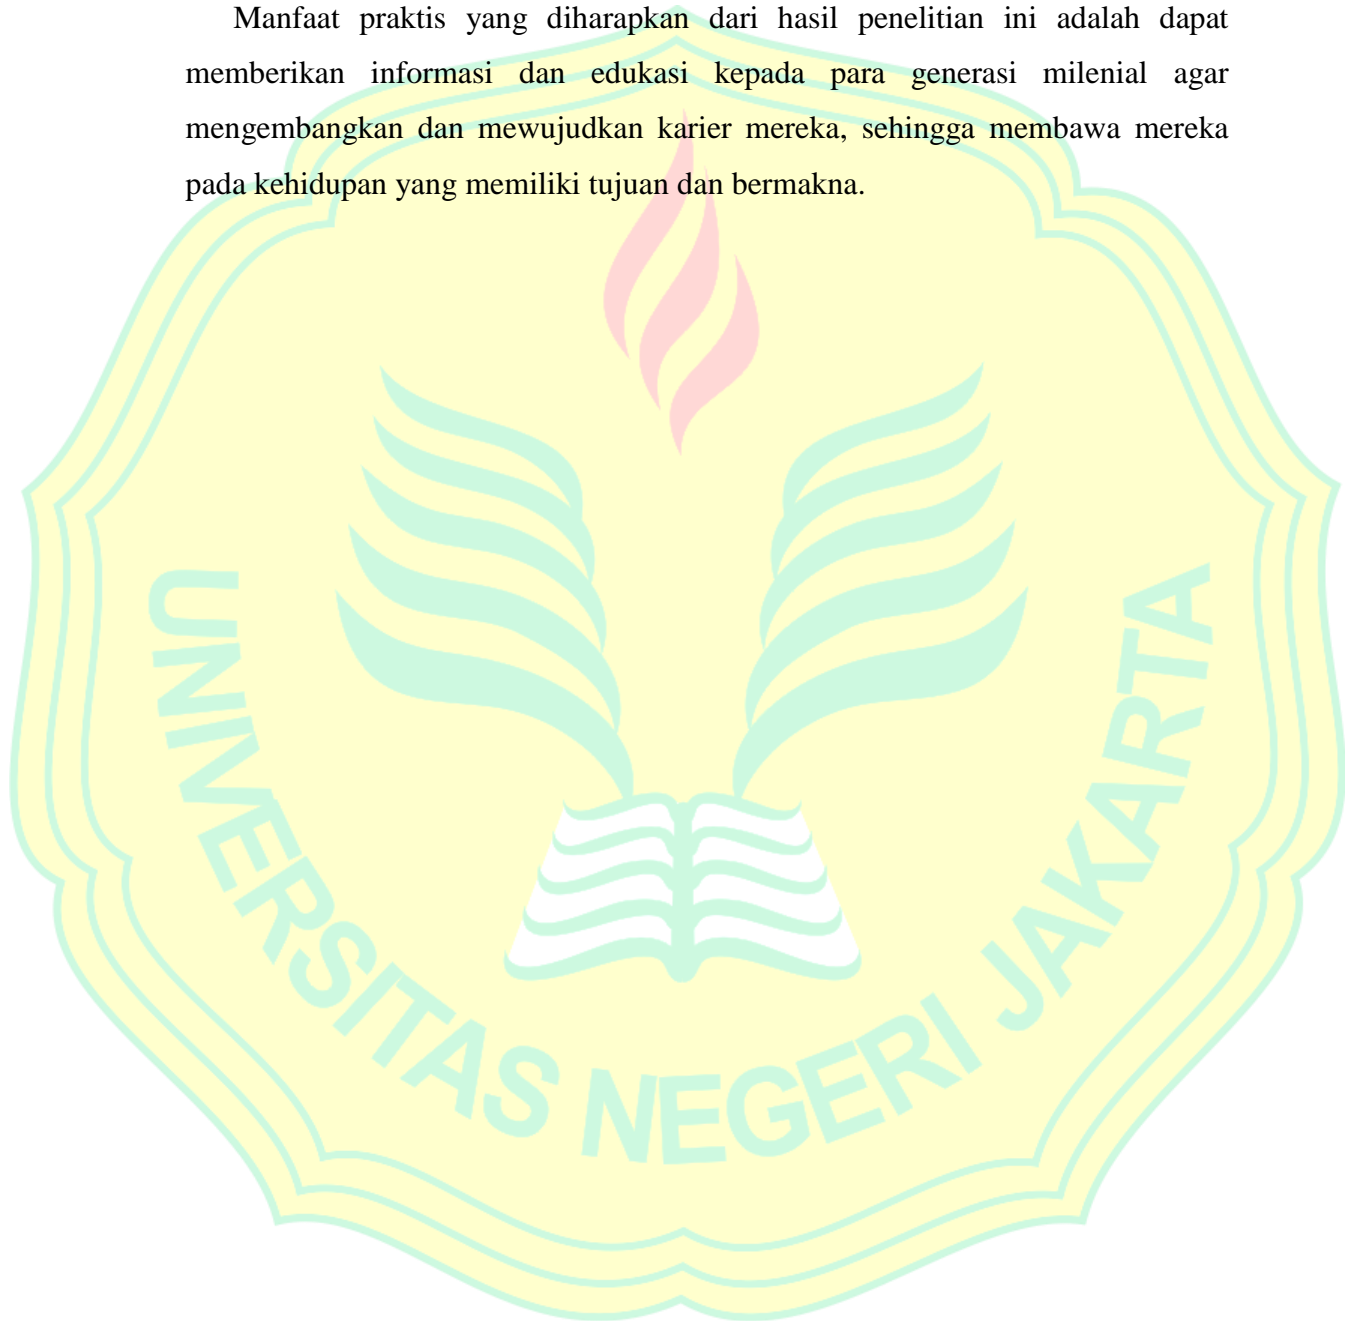 Manfaat praktis yang diharapkan dari hasil penelitian ini adalah dapat
memberikan informasi dan edukasi kepada para generasi milenial agar
mengembangkan dan mewujudkan karier mereka, sehingga membawa mereka
pada kehidupan yang memiliki tujuan dan bermakna.
UNIVERSITAS NEGERI JAKARTA